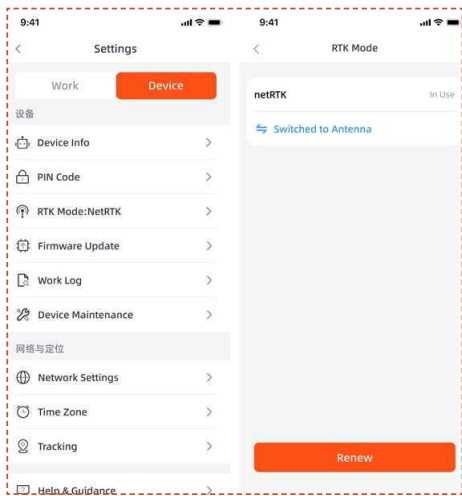 9:41
Settings
Work
Device
设备
Device Info
PIN Code
RTK Mode:NetRTK
Firmware Update
Work Log
Device Maintenance
网络与定位
Network Settings
Time Zone
Tracking
Help & Guidance
9:41
RTK Mode
netRTK
In Use
Switched to Antenna
Renew